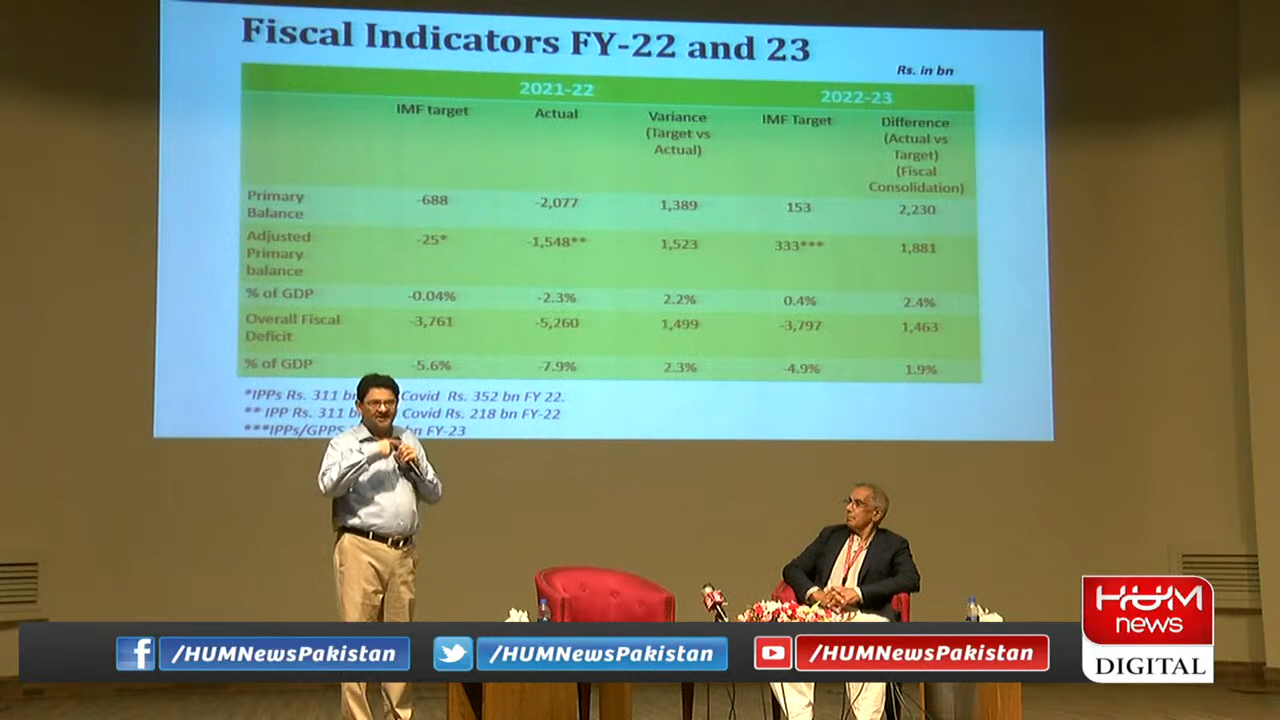 Fiscal Indicators FY-22 and 23
Rs. in bn
2021-22 2022-23
IMF target Actual Variance (Target vs Actual) IMF Target Difference (Actual vs Target) (Fiscal Consolidation)
Primary Balance -688 -2,077 1,389 153 2,230
Adjusted Primary balance -25* -1,548** 1,523 333*** 1,881
% of GDP -0.04% -2.3% 2.2% 0.4% 2.4%
Overall Fiscal Deficit -3,761 -5,260 1,499 -3,797 1,463
% of GDP -5.6% -7.9% 2.3% -4.9% 1.9%
*IPPs Rs. 311 bn Covid Rs. 352 bn FY 22.
** IPP Rs. 311 Covid Rs. 218 bn FY-22
***IPPs/GPPS bn FY-23
f /HUMNewsPakistan /HUMNewsPakistan /HUMNewsPakistan
HUM
news
DIGITAL